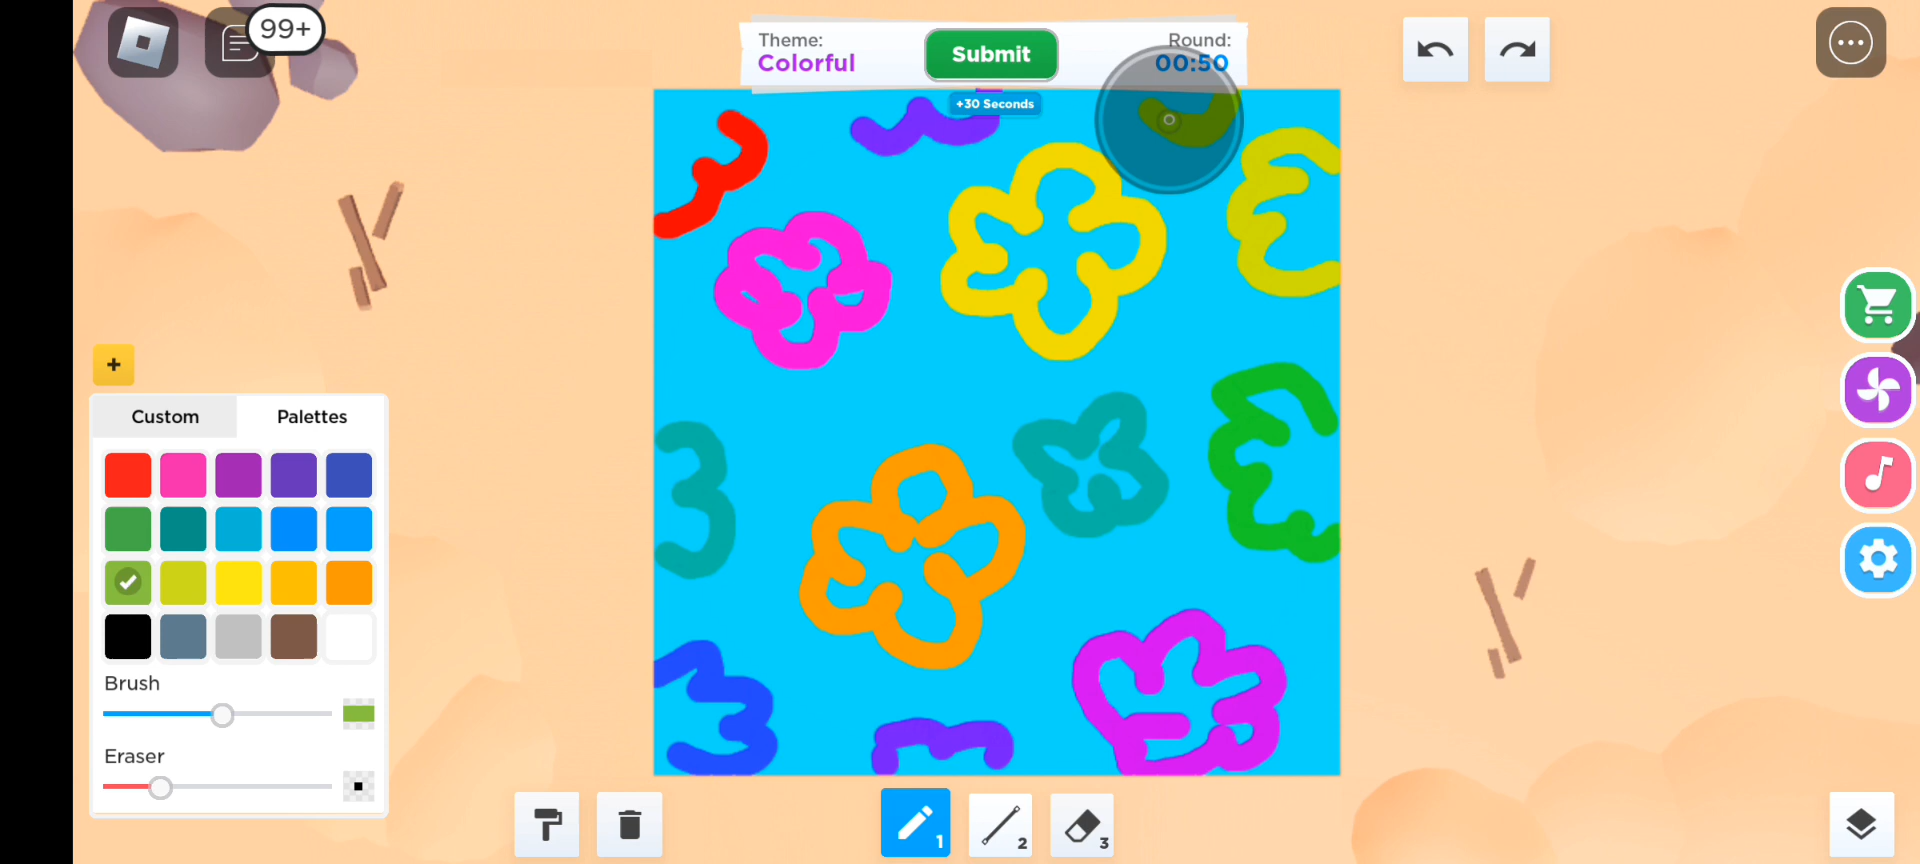 99+
Theme:
Colorful
Submit
Round:
00:50
+30 Seconds
+
Custom
Palettes
Brush
Eraser
1
2
3